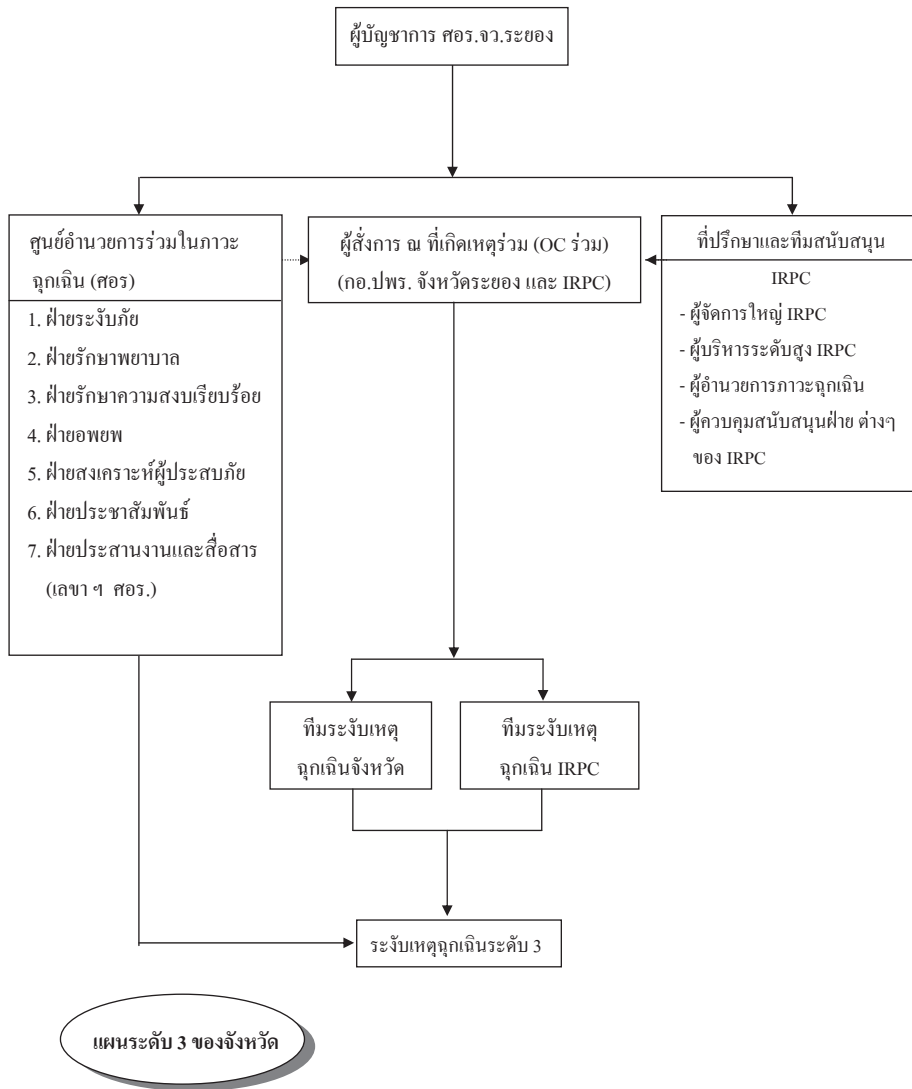 ผู้บัญชาการ ศอร.จว.ระยอง
ศูนย์อำนวยการร่วมในภาวะ
ฉุกเฉิน (ศอร)
1. ฝ่ายระงับภัย
2. ฝ่ายรักษาพยาบาล
3. ฝ่ายรักษาความสงบเรียบร้อย
4. ฝ่ายอพยพ
5. ฝ่ายสงเคราะห์ผู้ประสบภัย
6. ฝ่ายประชาสัมพันธ์
7. ฝ่ายประสานงานและสื่อสาร
(เลขา ฯ ศอร.)
ผู้สั่งการ ณ ที่เกิดเหตุร่วม (OC ร่วม)
(กอ.ปพร. จังหวัดระยอง และ IRPC)
ที่ปรึกษาและทีมสนับสนุน
IRPC
- ผู้จัดการใหญ่ IRPC
- ผู้บริหารระดับสูง IRPC
- ผู้อำนวยการภาวะฉุกเฉิน
- ผู้ควบคุมสนับสนุนฝ่าย ต่างๆ
ของ IRPC
ทีมระงับเหตุ
ฉุกเฉินจังหวัด
ทีมระงับเหตุ
ฉุกเฉิน IRPC
ระงับเหตุฉุกเฉินระดับ 3
แผนระดับ 3 ของจังหวัด